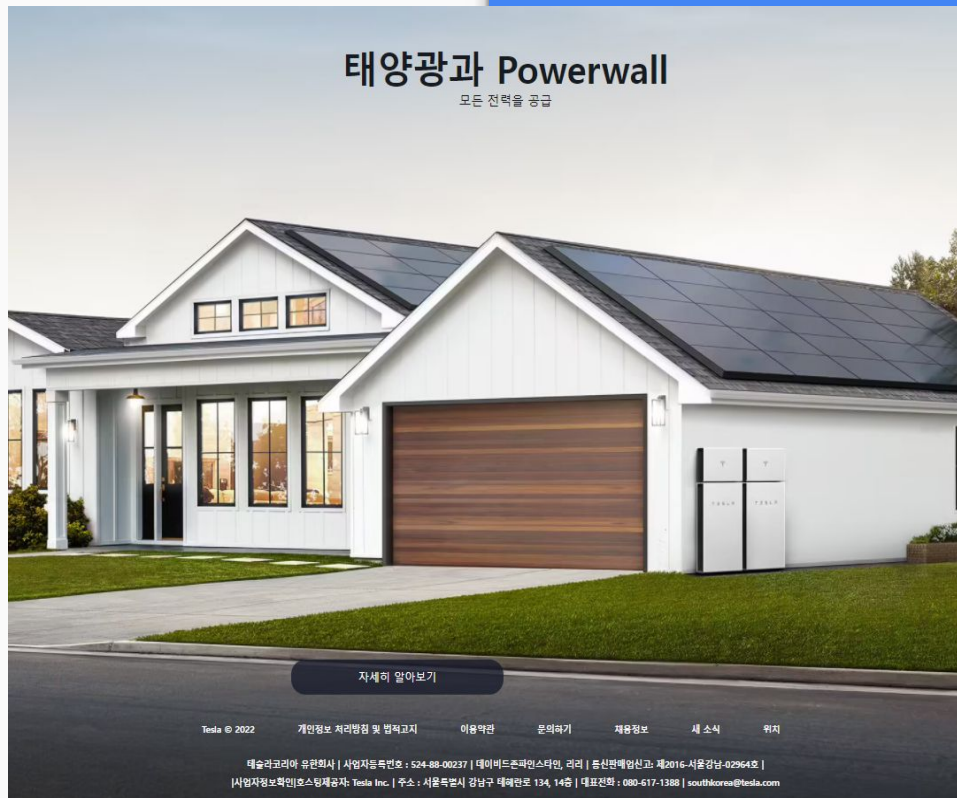 태양광과 Powerwall
모든 전력을 공급
TESLA TESLA
자세히 알아보기
Tesla © 2022 개인정보 처리방침 및 법적고지 이용약관 문의하기 채용정보 새 소식 위치
테슬라코리아 유한회사 | 사업자등록번호 : 524-88-00237 | 데이비드존파인스타인, 리리 | 통신판매업신고: 제2016-서울강남-02964호 |
|사업자정보확인|호스팅제공자: Tesla Inc. | 주소 : 서울특별시 강남구 테헤란로 134, 14층 | 대표전화 : 080-617-1388 | southkorea@tesla.com